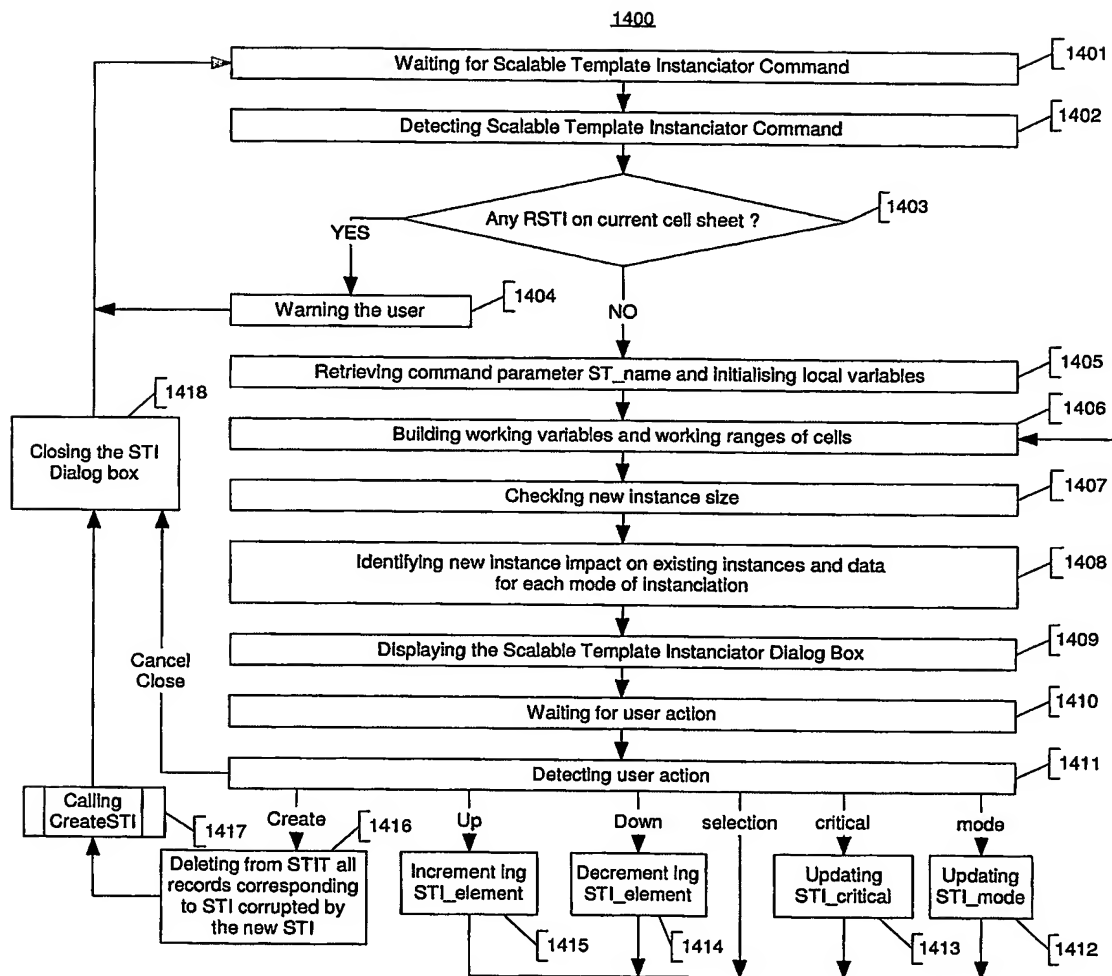 1400
Waiting for Scalable Template Instanciator Command
1401
Detecting Scalable Template Instanciator Command
1402
Any RSTI on current cell sheet ?
1403
YES
Warning the user
1404
NO
Retrieving command parameter ST_name and initialising local variables
1405
1418
Closing the STI
Dialog box
Building working variables and working ranges of cells
1406
Checking new instance size
1407
Identifying new instance impact on existing instances and data
for each mode of instanciation
1408
Displaying the Scalable Template Instanciator Dialog Box
1409
Cancel
Close
Waiting for user action
1410
Detecting user action
1411
Calling
CreateSTI
1417
Create
1416
Up
Down
selection
critical
mode
Deleting from STIT all
records corresponding
to STI corrupted by
the new STI
Increment ing
STI_element
Decrement ing
STI_element
Updating
STI_critical
Updating
STI_mode
1415
1414
1413
1412